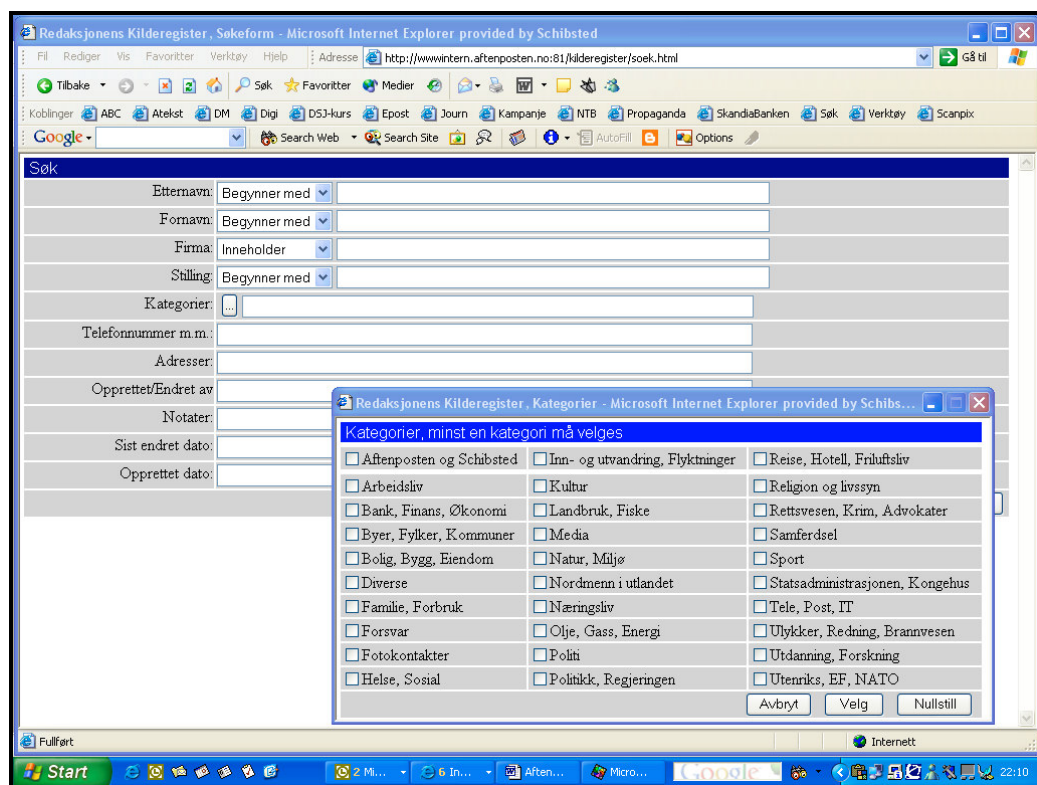 Redaksjonens Kilderegister, Søkeform - Microsoft Internet Explorer provided by Schibsted
Fil Rediger Vis Favoritter Verktøy Hjelp Adresse http://wwwintern.aftenposten.no:81/kilderegister/soek.html Gå til
Tilbake Søk Favoritter Medier
Koblinger ABC Atekst DM Digi DSJ-kurs Epost Journ Kampanje NTB Propaganda SkandiaBanken Søk Verktøy Scanpix
Google Search Web Search Site AutoFill Options
Søk
Etternavn: Begynner med
Fornavn: Begynner med
Firma: Inneholder
Stilling: Begynner med
Kategorier: ...
Telefonnummer m.m.:
Adresser:
Opprettet/Endret av
Notater:
Sist endret dato:
Opprettet dato:
Redaksjonens Kilderegister, Kategorier - Microsoft Internet Explorer provided by Schibs...
Kategorier, minst en kategori må velges
Aftenposten og Schibsted Inn- og utvandring, Flyktninger Reise, Hotell, Friluftsliv
Arbeidsliv Kultur Religion og livssyn
Bank, Finans, Økonomi Landbruk, Fiske Rettsvesen, Krim, Advokater
Byer, Fylker, Kommuner Media Samferdsel
Bolig, Bygg, Eiendom Natur, Miljø Sport
Diverse Nordmenn i utlandet Statsadministrasjonen, Kongehus
Familie, Forbruk Næringsliv Tele, Post, IT
Forsvar Olje, Gass, Energi Ulykker, Redning, Brannvesen
Fotokontakter Politi Utdanning, Forskning
Helse, Sosial Politikk, Regjeringen Utenriks, EF, NATO
Avbryt Velg Nullstill
Fullført Internett
Start 2 Mi... 6 In... Aften... Micro... Google 22:10